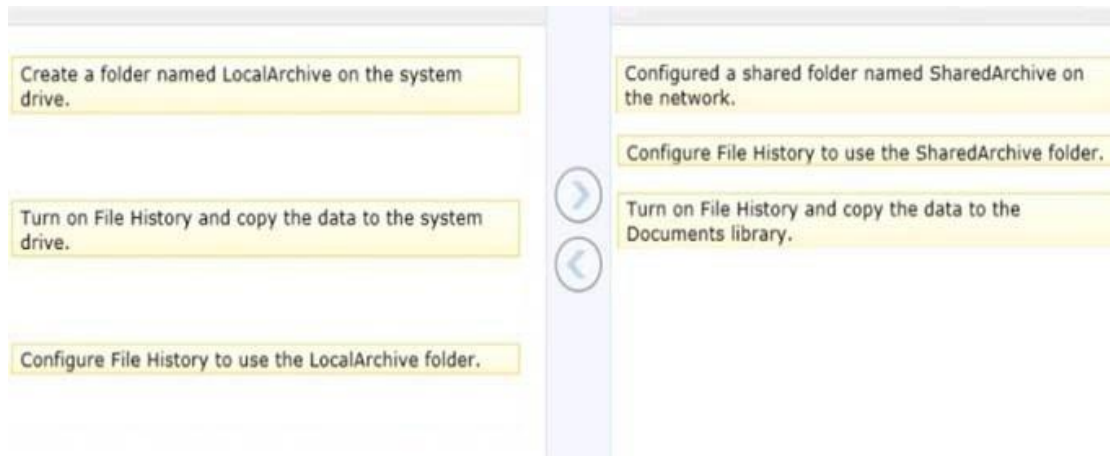 Create a folder named LocalArchive on the system
drive.
Turn on File History and copy the data to the system
drive.
Configure File History to use the LocalArchive folder.
Configured a shared folder named SharedArchive on
the network.
Configure File History to use the SharedArchive folder.
Turn on File History and copy the data to the
Documents library.